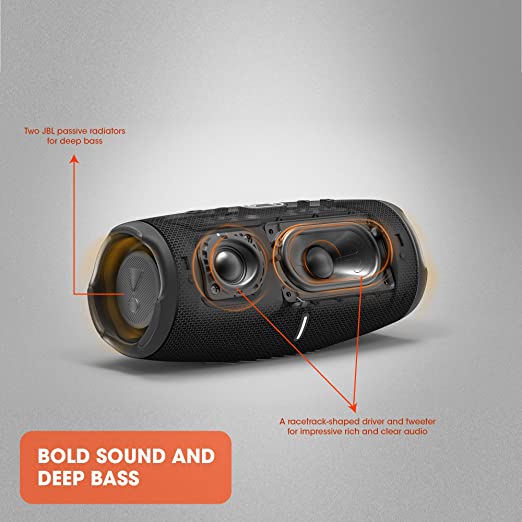 Two JBL passive radiators
for deep bass
A racetrack-shaped driver and tweeter
for impressive rich and clear audio
BOLD SOUND AND
DEEP BASS